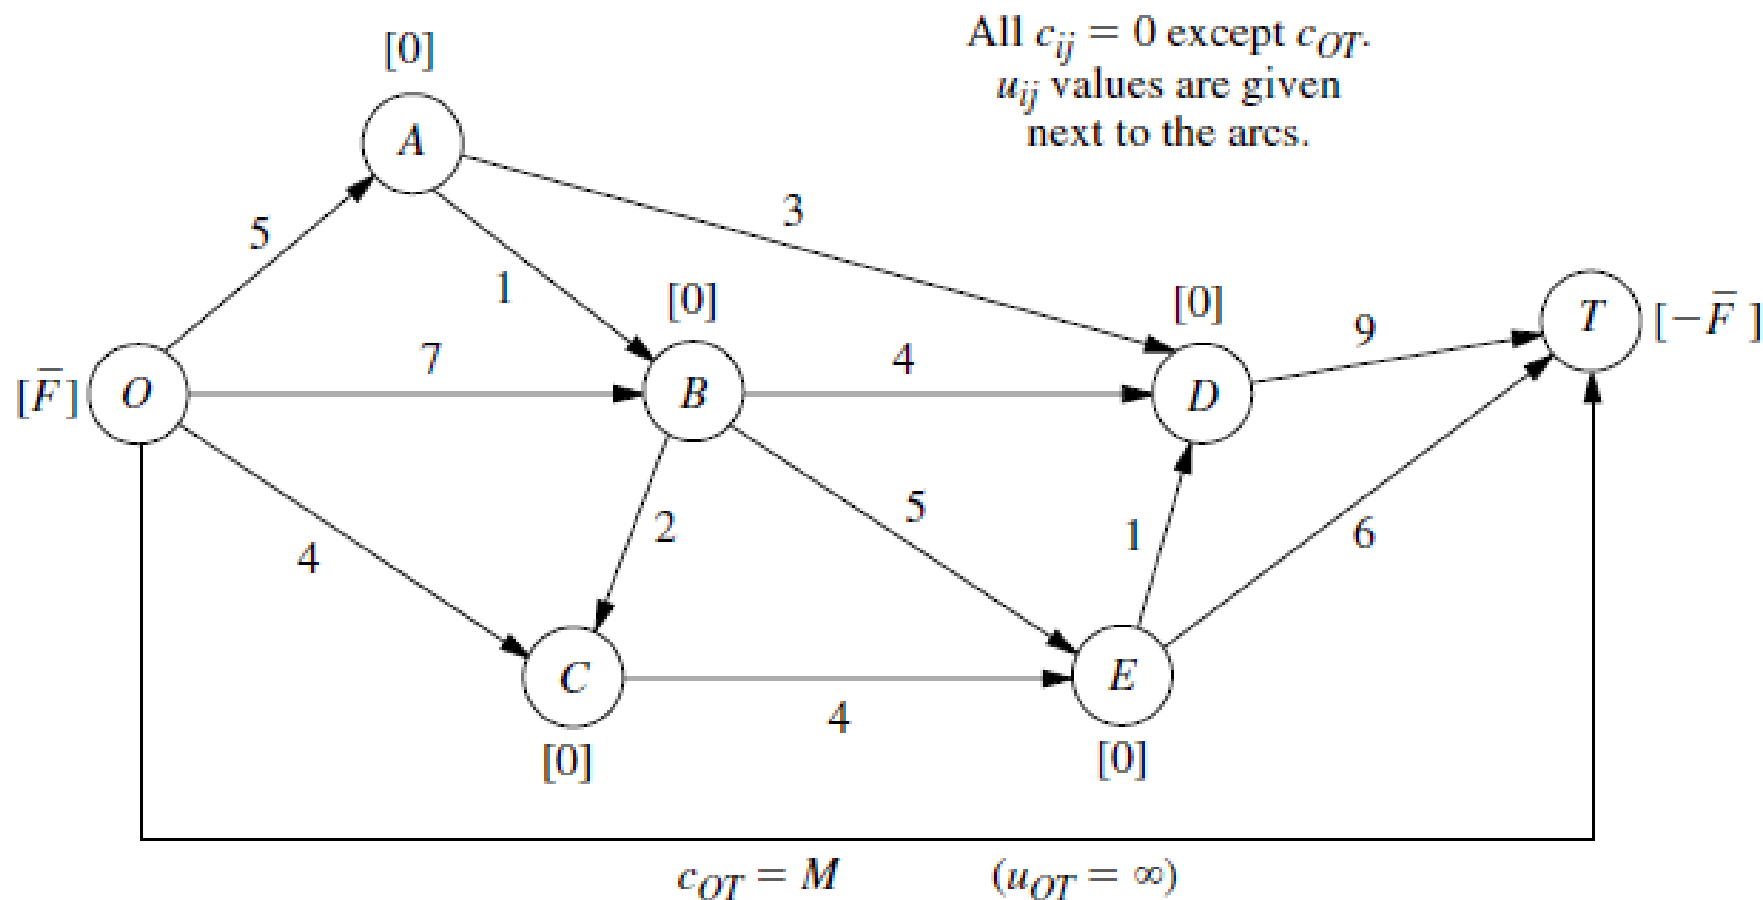 All c_ij = 0 except c_OT.
u_ij values are given
next to the arcs.
[0]
A
5
3
1
[0]
[0]
[F̄]
O
7
B
4
D
9
T
[−F̄ ]
4
2
5
1
6
C
4
E
[0]
[0]
c_OT = M (u_OT = ∞)